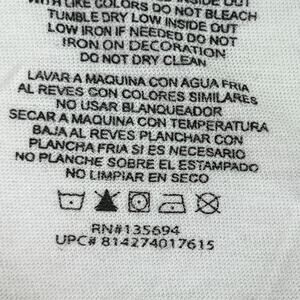 INSIDE OUT
WITH LIKE COLORS DO NOT BLEACH
TUMBLE DRY LOW INSIDE OUT
LOW IRON IF NEEDED DO NOT
IRON ON DECORATION
DO NOT DRY CLEAN
LAVAR A MAQUINA CON AGUA FRIA
AL REVES CON COLORES SIMILARES
NO USAR BLANQUEADOR
SECAR A MAQUINA CON TEMPERATURA
BAJA AL REVES PLANCHAR CON
PLANCHA FRIA SI ES NECESARIO
NO PLANCHE SOBRE EL ESTAMPADO
NO LIMPIAR EN SECO
RN#135694
UPC# 814274017615